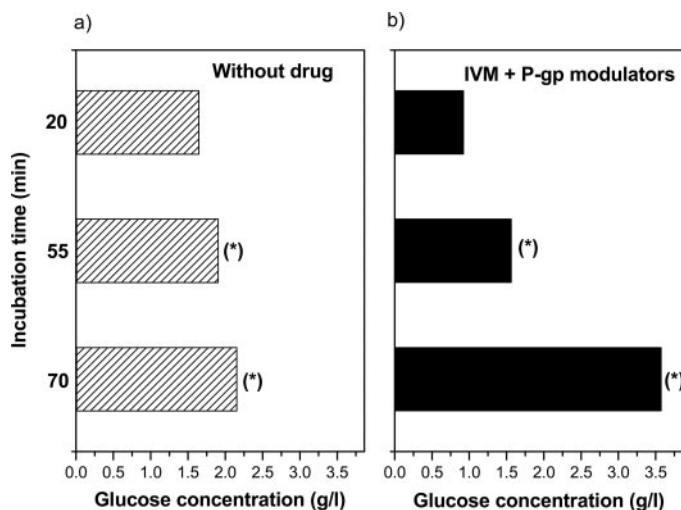 a)
Without drug
Incubation time (min)
20
55
(*)
70
(*)
0.0 0.5 1.0 1.5 2.0 2.5 3.0 3.5
Glucose concentration (g/l)
b)
IVM + P-gp modulators
(*)
(*)
0.0 0.5 1.0 1.5 2.0 2.5 3.0 3.5
Glucose concentration (g/l)